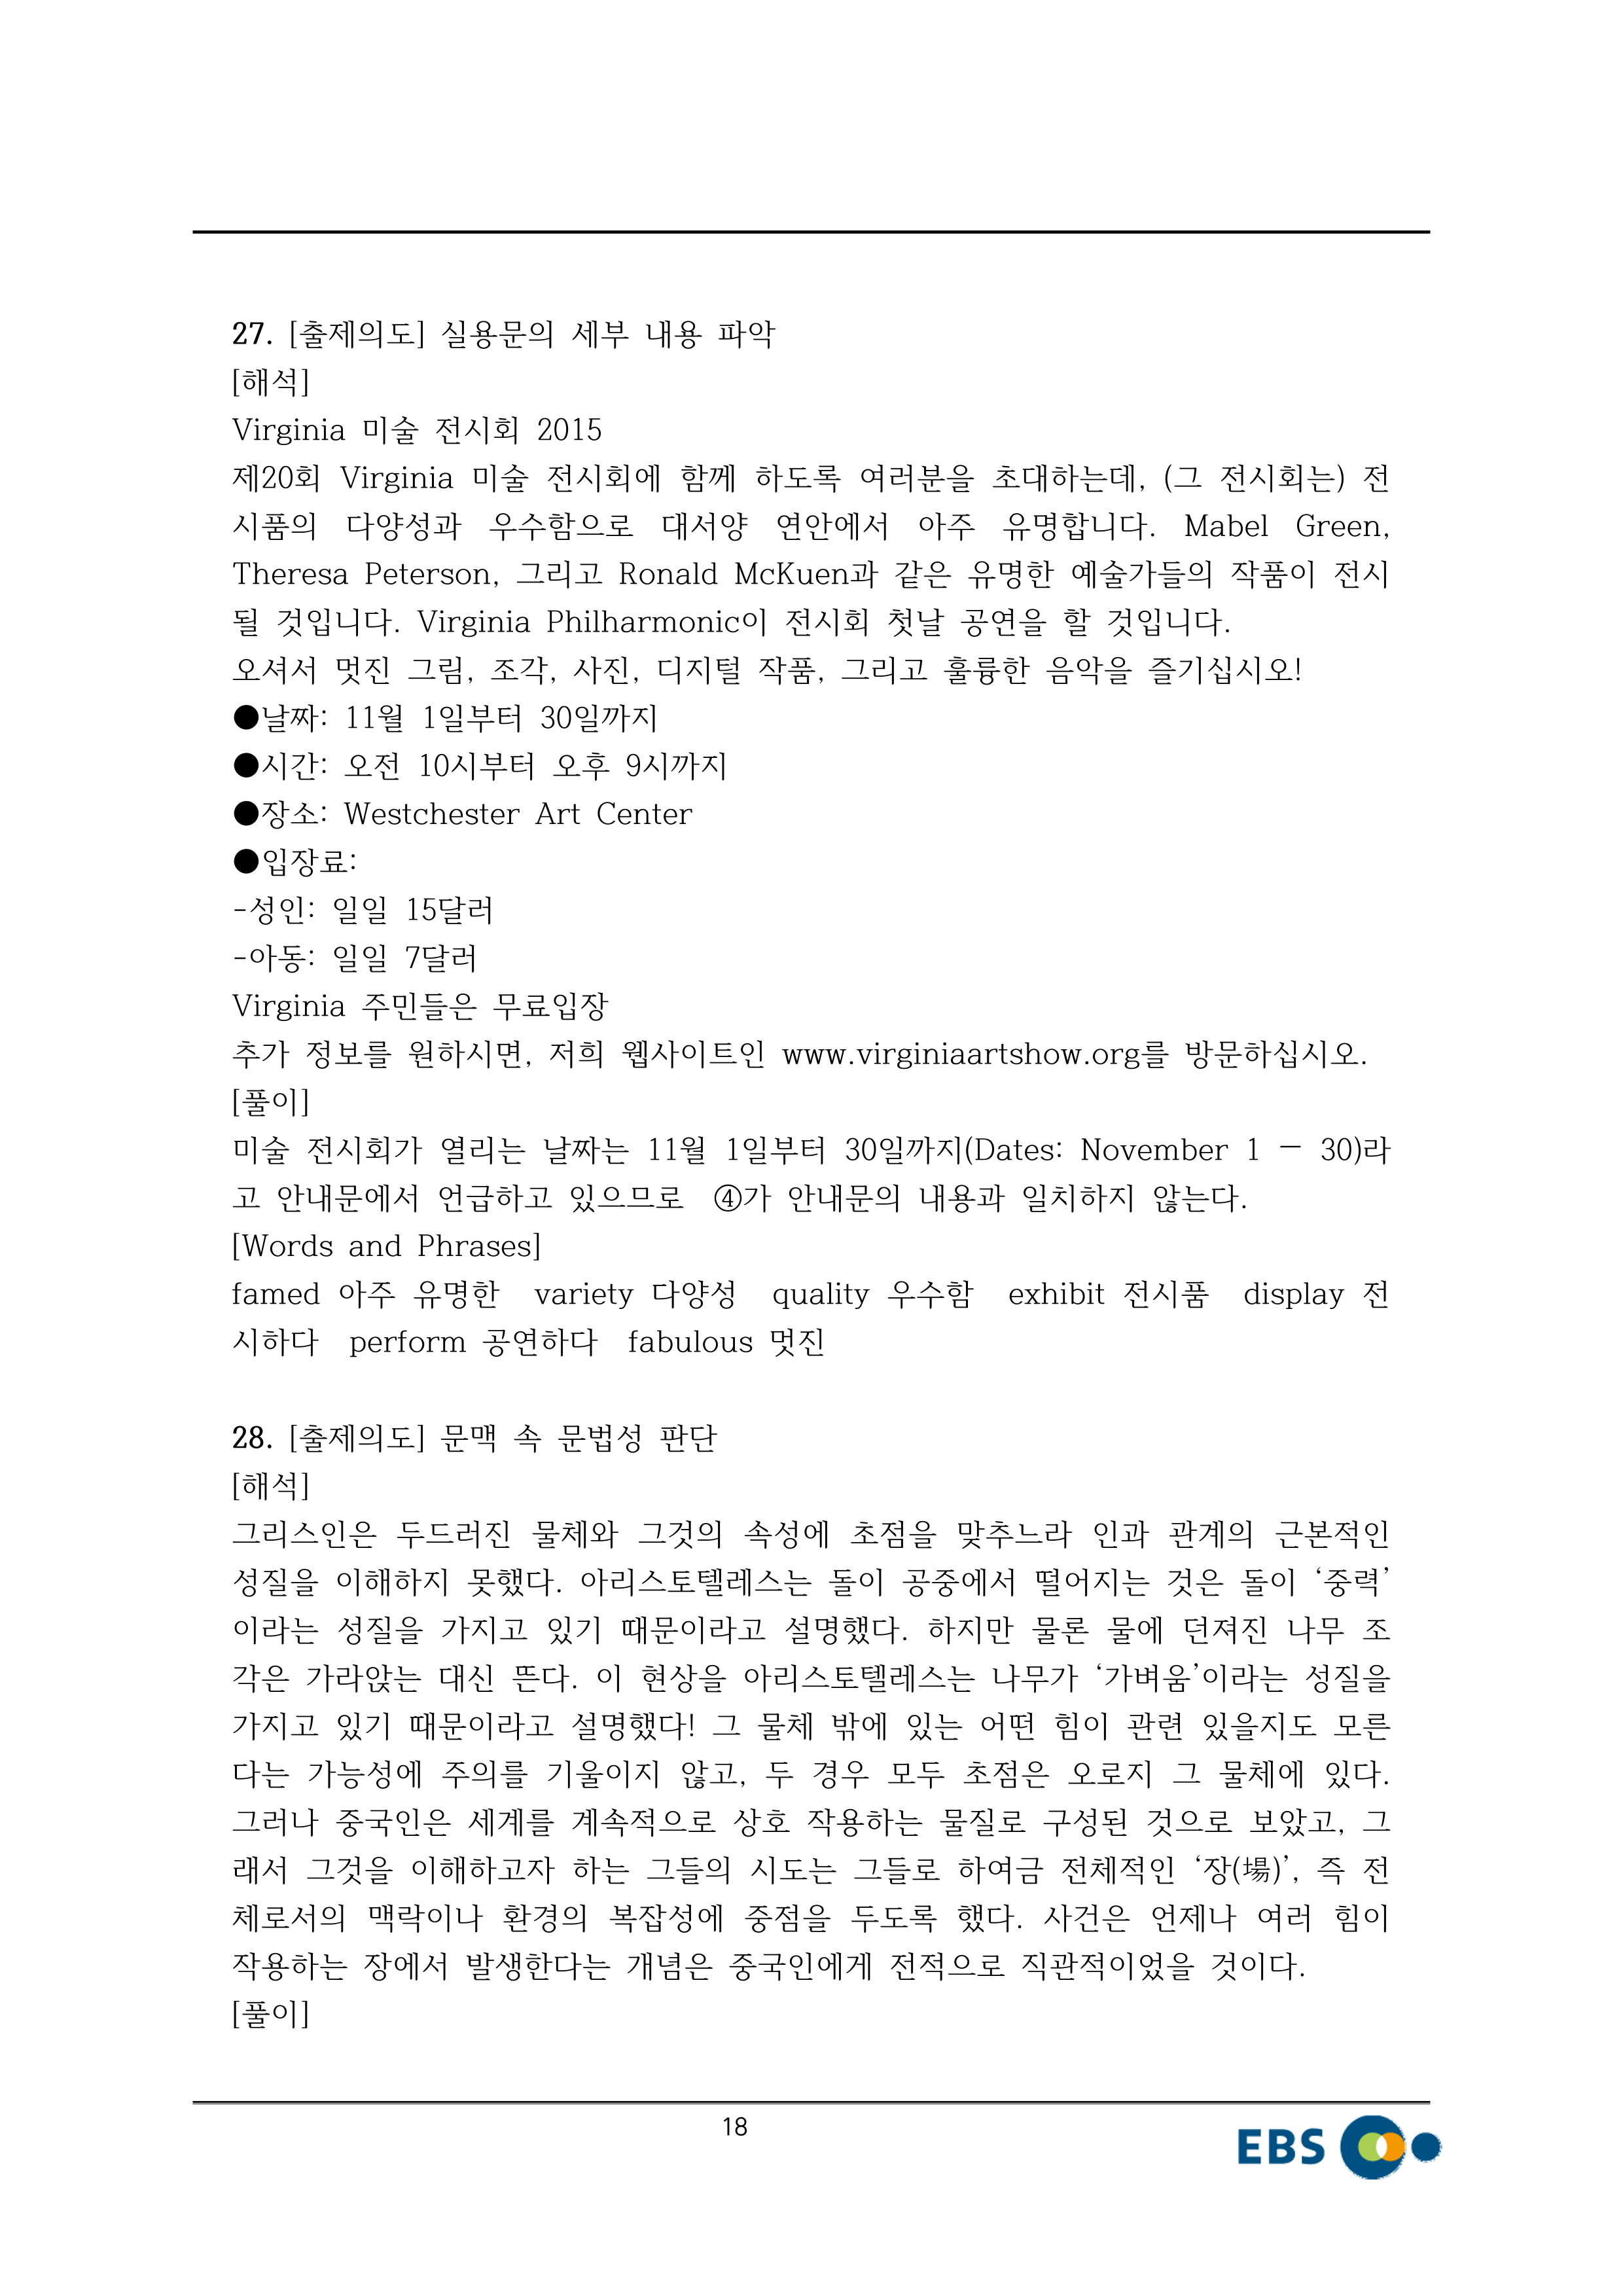 27. [출제의도] 실용문의 세부 내용 파악
[해석]
Virginia 미술 전시회 2015
제20회 Virginia 미술 전시회에 함께 하도록 여러분을 초대하는데, (그 전시회는) 전
시품의 다양성과 우수함으로 대서양 연안에서 아주 유명합니다. Mabel Green,
Theresa Peterson, 그리고 Ronald McKuen과 같은 유명한 예술가들의 작품이 전시
될 것입니다. Virginia Philharmonic이 전시회 첫날 공연을 할 것입니다.
오셔서 멋진 그림, 조각, 사진, 디지털 작품, 그리고 훌륭한 음악을 즐기십시오!
●날짜: 11월 1일부터 30일까지
●시간: 오전 10시부터 오후 9시까지
●장소: Westchester Art Center
●입장료:
-성인: 일일 15달러
-아동: 일일 7달러
Virginia 주민들은 무료입장
추가 정보를 원하시면, 저희 웹사이트인 www.virginiaartshow.org를 방문하십시오.
[풀이]
미술 전시회가 열리는 날짜는 11월 1일부터 30일까지(Dates: November 1 － 30)라
고 안내문에서 언급하고 있으므로 ④가 안내문의 내용과 일치하지 않는다.
[Words and Phrases]
famed 아주 유명한 variety 다양성 quality 우수함 exhibit 전시품 display 전
시하다 perform 공연하다 fabulous 멋진
28. [출제의도] 문맥 속 문법성 판단
[해석]
그리스인은 두드러진 물체와 그것의 속성에 초점을 맞추느라 인과 관계의 근본적인
성질을 이해하지 못했다. 아리스토텔레스는 돌이 공중에서 떨어지는 것은 돌이 ‘중력’
이라는 성질을 가지고 있기 때문이라고 설명했다. 하지만 물론 물에 던져진 나무 조
각은 가라앉는 대신 뜬다. 이 현상을 아리스토텔레스는 나무가 ‘가벼움’이라는 성질을
가지고 있기 때문이라고 설명했다! 그 물체 밖에 있는 어떤 힘이 관련 있을지도 모른
다는 가능성에 주의를 기울이지 않고, 두 경우 모두 초점은 오로지 그 물체에 있다.
그러나 중국인은 세계를 계속적으로 상호 작용하는 물질로 구성된 것으로 보았고, 그
래서 그것을 이해하고자 하는 그들의 시도는 그들로 하여금 전체적인 ‘장(場)’, 즉 전
체로서의 맥락이나 환경의 복잡성에 중점을 두도록 했다. 사건은 언제나 여러 힘이
작용하는 장에서 발생한다는 개념은 중국인에게 전적으로 직관적이었을 것이다.
[풀이]
18
EBS